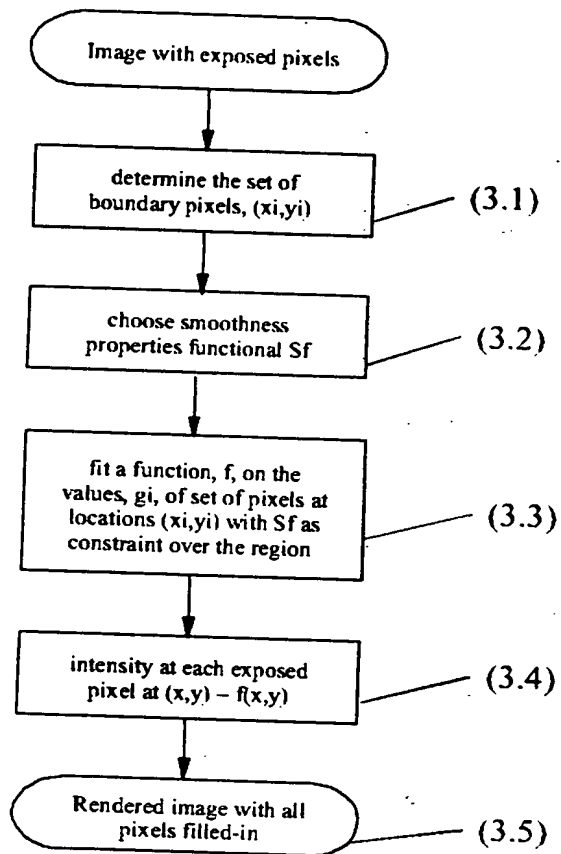 Image with exposed pixels
determine the set of
boundary pixels, (xi,yi)
(3.1)
choose smoothness
properties functional Sf
(3.2)
fit a function, f, on the
values, gi, of set of pixels at
locations (xi,yi) with Sf as
constraint over the region
(3.3)
intensity at each exposed
pixel at (x,y) – f(x,y)
(3.4)
Rendered image with all
pixels filled-in
(3.5)